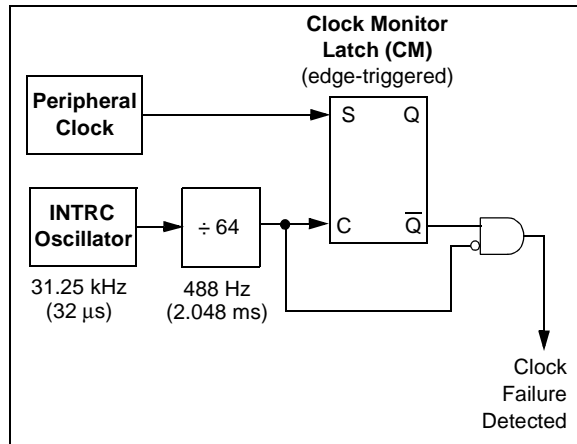 Clock Monitor
Latch (CM)
(edge-triggered)
Peripheral
Clock
S
Q
INTRC
Oscillator
÷ 64
C
Q̅
31.25 kHz
(32 μs)
488 Hz
(2.048 ms)
Clock
Failure
Detected